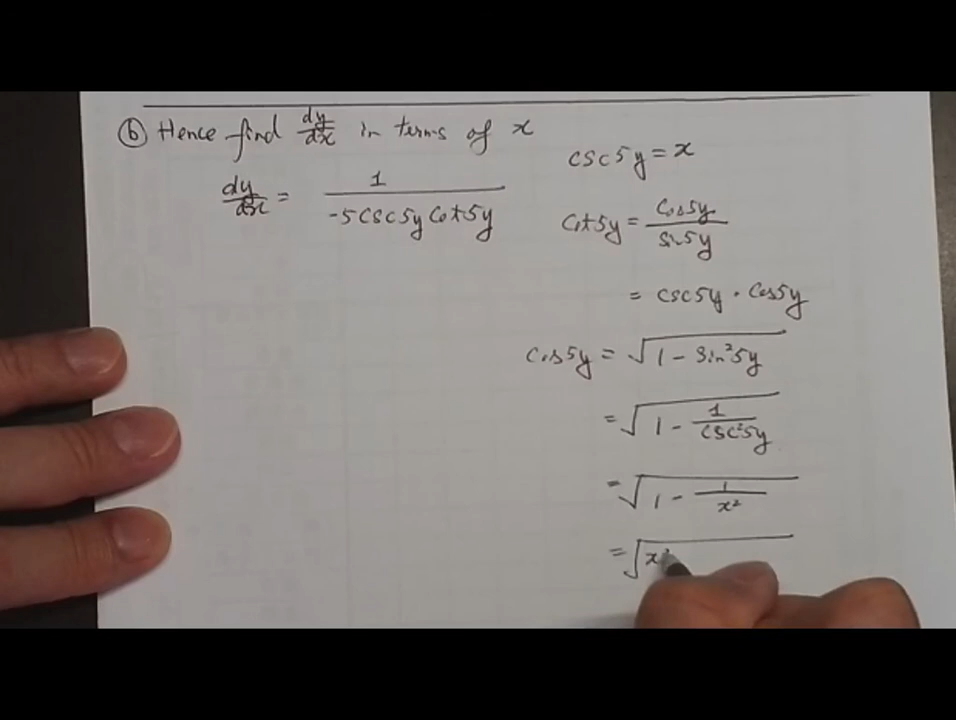 ⓑ Hence find dy/dx in terms of x
dy/dx = 1/(-5csc5y cot5y)
csc5y = x
Cot5y = Cos5y/sin5y
= csc5y · Cos5y
Cos5y = √(1 - Sin²5y)
= √(1 - 1/csc²5y)
= √(1 - 1/x²)
= √x²